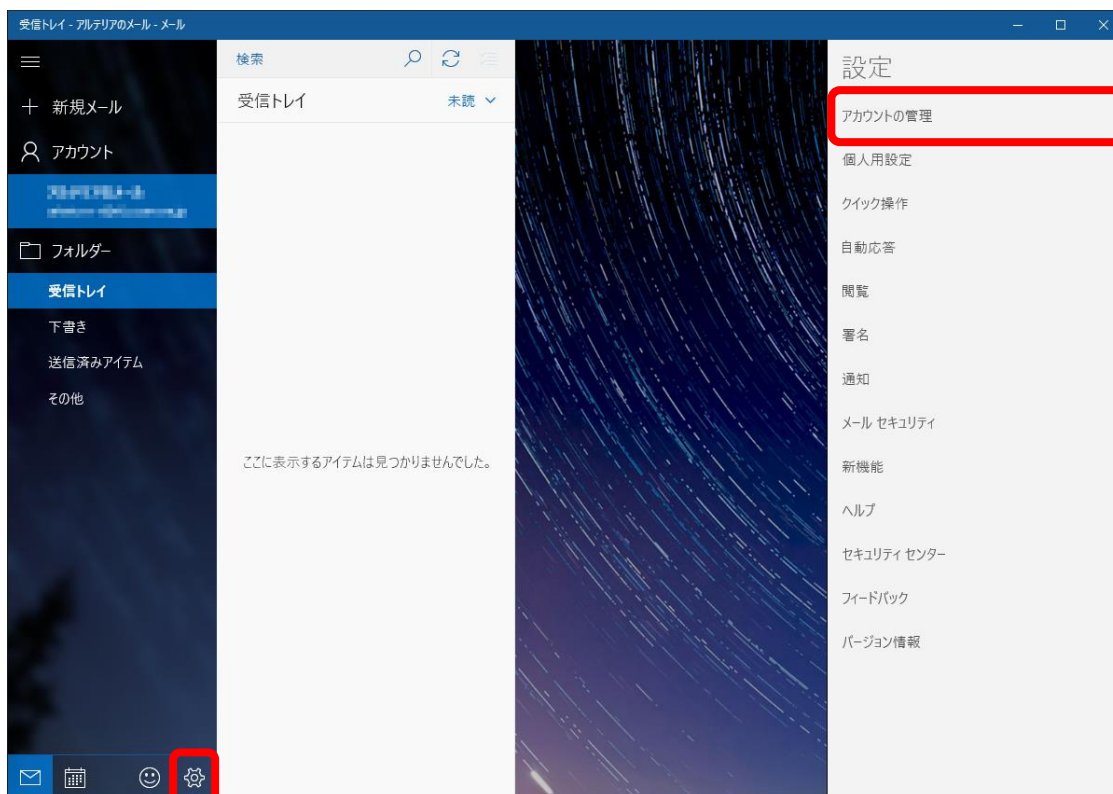 受信トレイ - アルテリアのメール - メール
新規メール
アカウント
フォルダー
受信トレイ
下書き
送信済みアイテム
その他
検索
受信トレイ 未読
ここに表示するアイテムは見つかりませんでした。
設定
アカウントの管理
個人用設定
クイック操作
自動応答
閲覧
署名
通知
メール セキュリティ
新機能
ヘルプ
セキュリティ センター
フィードバック
バージョン情報